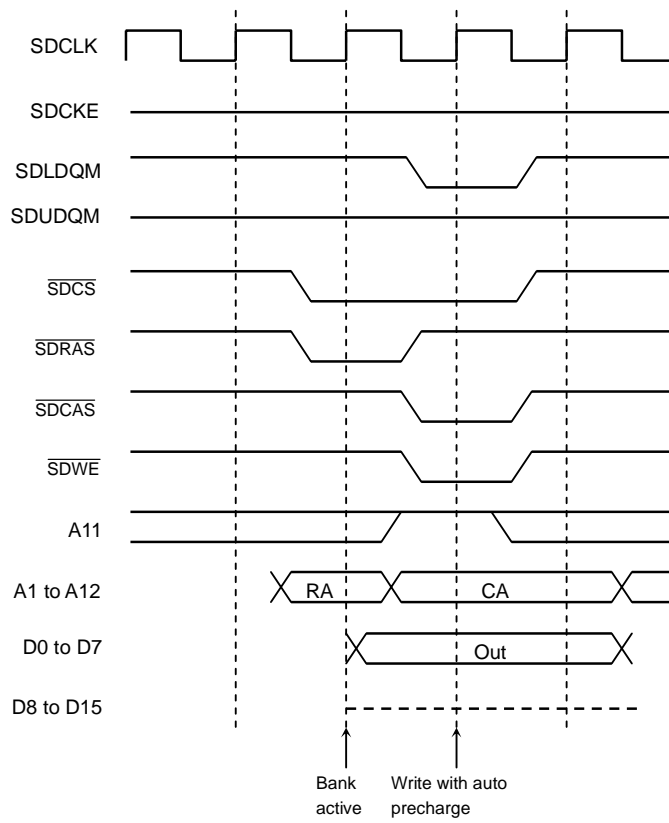 SDCLK
SDCKE
SDLDQM
SDUDQM
SDCS
SDRAS
SDCAS
SDWE
A11
A1 to A12
RA
CA
D0 to D7
Out
D8 to D15
Bank
active
Write with auto
precharge